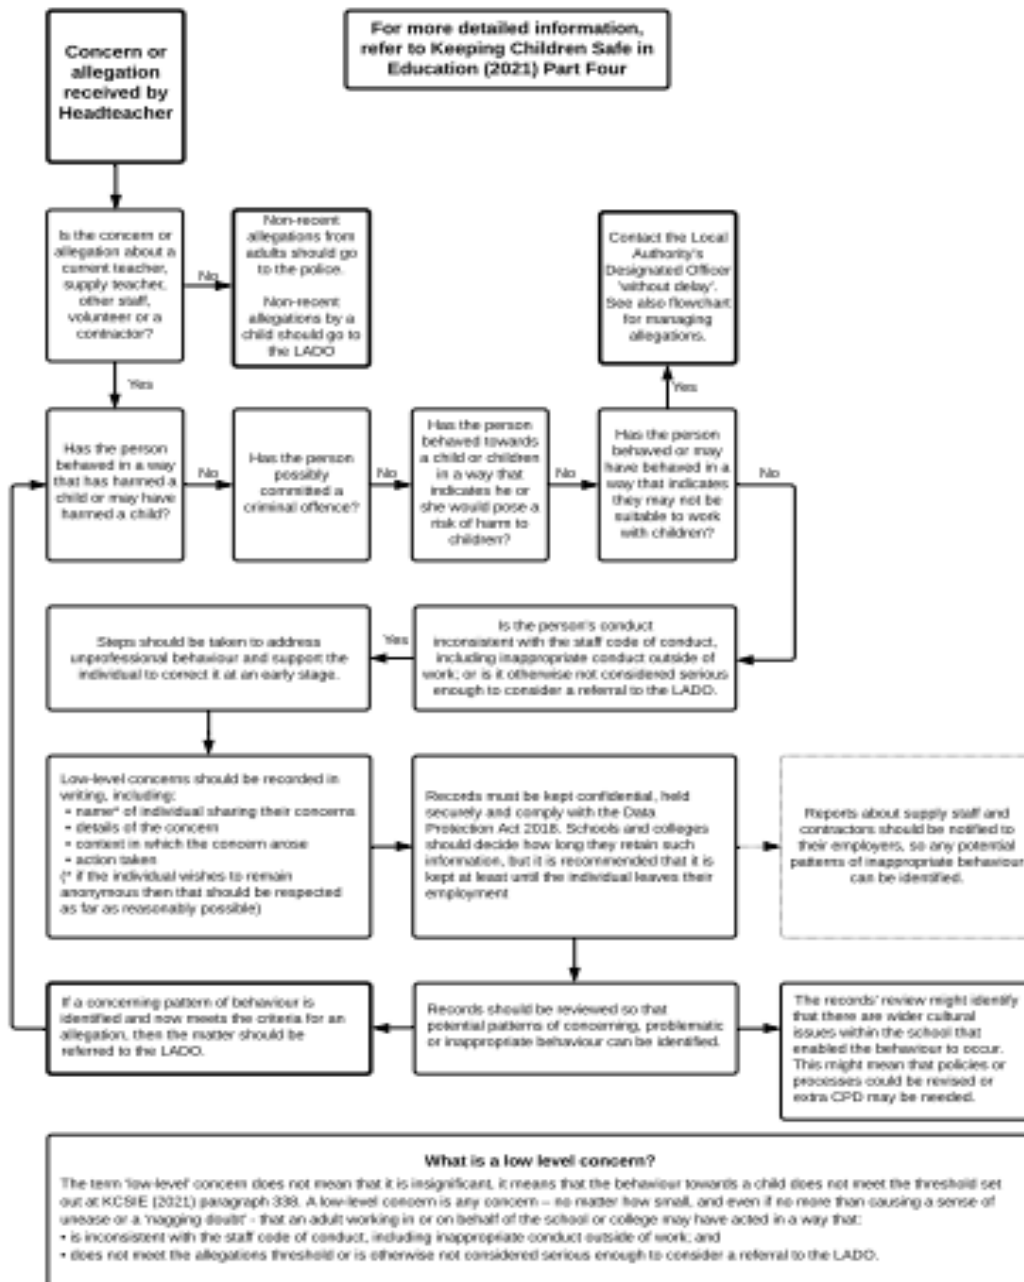 Concern or
allegation
received by
Headteacher
For more detailed information,
refer to Keeping Children Safe in
Education (2021) Part Four
Is the concern or
allegation about a
current teacher,
supply teacher,
other staff,
volunteer or a
contractor?
No
Non-recent
allegations from
adults should go
to the police.
Non-recent
allegations by a
child should go to
the LADO
Contact the Local
Authority's
Designated Officer
'without delay'.
See also flowchart
for managing
allegations.
Yes
Yes
Has the person
behaved in a way
that has harmed a
child or may have
harmed a child?
No
Has the person
possibly
committed a
criminal offence?
No
Has the person
behaved towards
a child or children
in a way that
indicates he or
she would pose a
risk of harm to
children?
No
Has the person
behaved or may
have behaved in a
way that indicates
they may not be
suitable to work
with children?
No
Steps should be taken to address
unprofessional behaviour and support the
individual to correct it at an early stage.
Yes
Is the person's conduct
inconsistent with the staff code of conduct,
including inappropriate conduct outside of
work; or is it otherwise not considered serious
enough to consider a referral to the LADO.
Low-level concerns should be recorded in
writing, including:
• name* of individual sharing their concerns
• details of the concern
• context in which the concern arose
• action taken
(* if the individual wishes to remain
anonymous then that should be respected
as far as reasonably possible)
Records must be kept confidential, held
securely and comply with the Data
Protection Act 2018. Schools and colleges
should decide how long they retain such
information, but it is recommended that it is
kept at least until the individual leaves their
employment
Reports about supply staff and
contractors should be notified to
their employers, so any potential
patterns of inappropriate behaviour
can be identified.
If a concerning pattern of behaviour is
identified and now meets the criteria for an
allegation, then the matter should be
referred to the LADO.
Records should be reviewed so that
potential patterns of concerning, problematic
or inappropriate behaviour can be identified.
The records' review might identify
that there are wider cultural
issues within the school that
enabled the behaviour to occur.
This might mean that policies or
processes could be revised or
extra CPD may be needed.
What is a low level concern?
The term 'low-level' concern does not mean that it is insignificant, it means that the behaviour towards a child does not meet the threshold set
out at KCSIE (2021) paragraph 338. A low-level concern is any concern – no matter how small, and even if no more than causing a sense of
unease or a 'nagging doubt' - that an adult working in or on behalf of the school or college may have acted in a way that:
• is inconsistent with the staff code of conduct, including inappropriate conduct outside of work; and
• does not meet the allegations threshold or is otherwise not considered serious enough to consider a referral to the LADO.